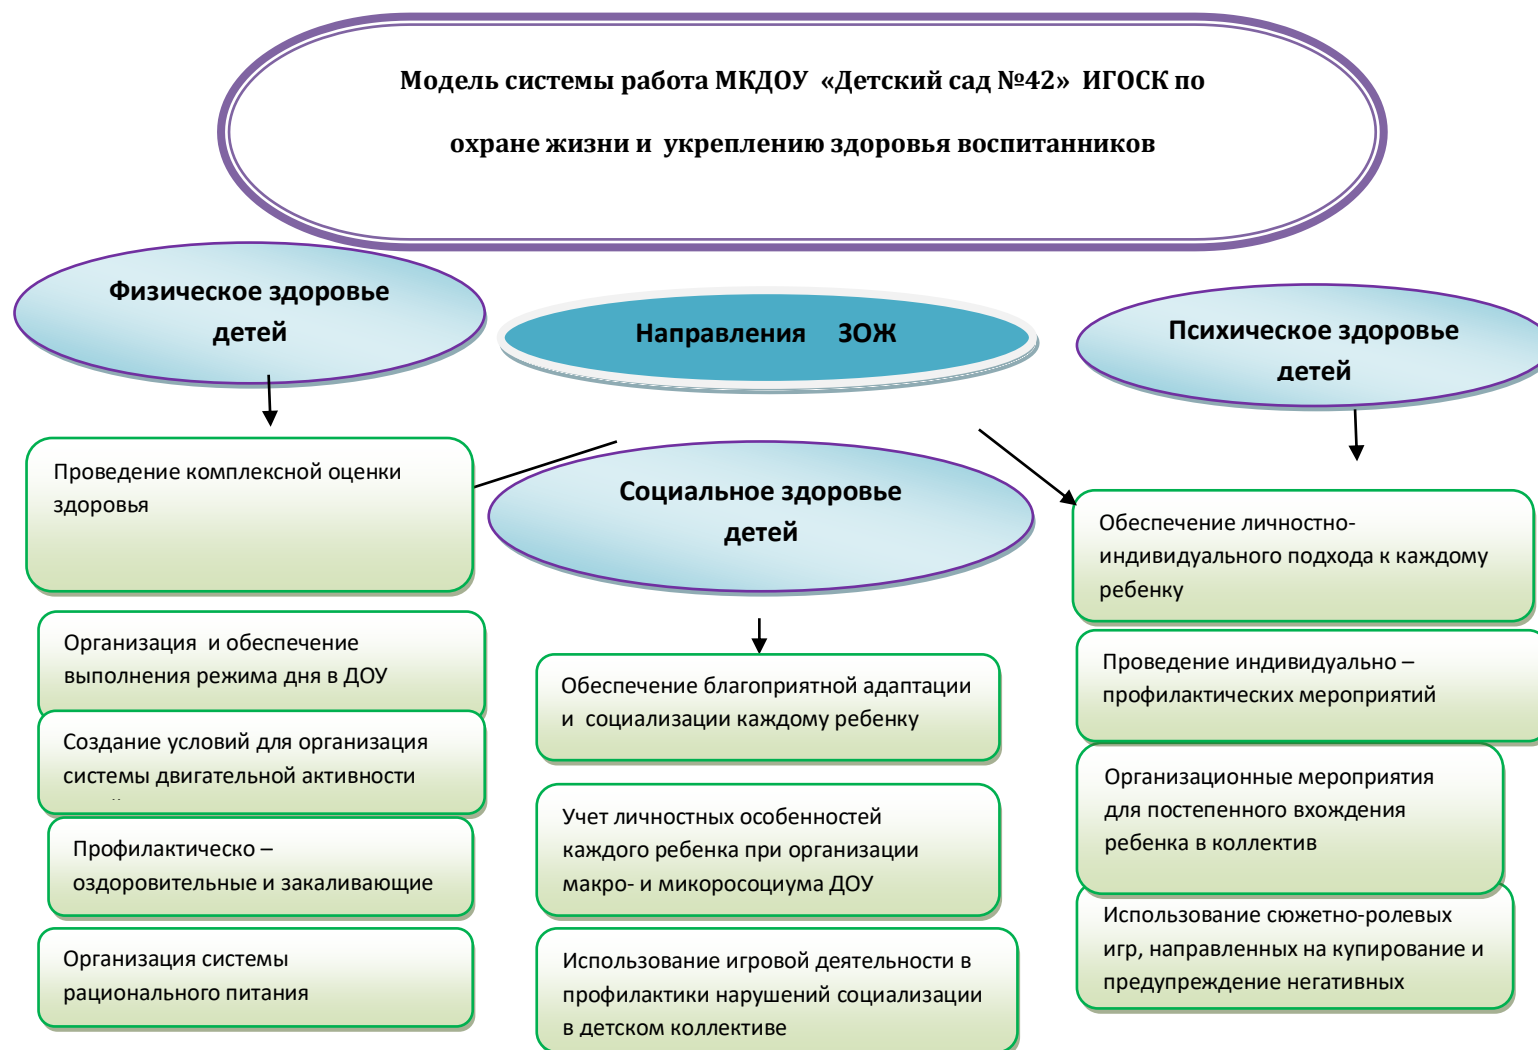 Модель системы работа МКДОУ «Детский сад №42» ИГОСК по
охране жизни и укреплению здоровья воспитанников
Физическое здоровье
детей
Направления ЗОЖ
Психическое здоровье
детей
Социальное здоровье
детей
Проведение комплексной оценки
здоровья
Организация и обеспечение
выполнения режима дня в ДОУ
Создание условий для организация
системы двигательной активности
Профилактическо –
оздоровительные и закаливающие
Организация системы
рационального питания
Обеспечение благоприятной адаптации
и социализации каждому ребенку
Учет личностных особенностей
каждого ребенка при организации
макро- и микоросоциума ДОУ
Использование игровой деятельности в
профилактики нарушений социализации
в детском коллективе
Обеспечение личностно-
индивидуального подхода к каждому
ребенку
Проведение индивидуально –
профилактических мероприятий
Организационные мероприятия
для постепенного вхождения
ребенка в коллектив
Использование сюжетно-ролевых
игр, направленных на купирование и
предупреждение негативных